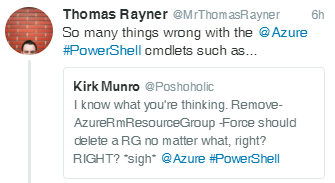 Thomas Rayner @MrThomasRayner 6h
So many things wrong with the @Azure
#PowerShell cmdlets such as...
Kirk Munro @Poshoholic
I know what you're thinking. Remove-
AzureRmResourceGroup -Force should
delete a RG no matter what, right?
RIGHT? *sigh* @Azure #PowerShell